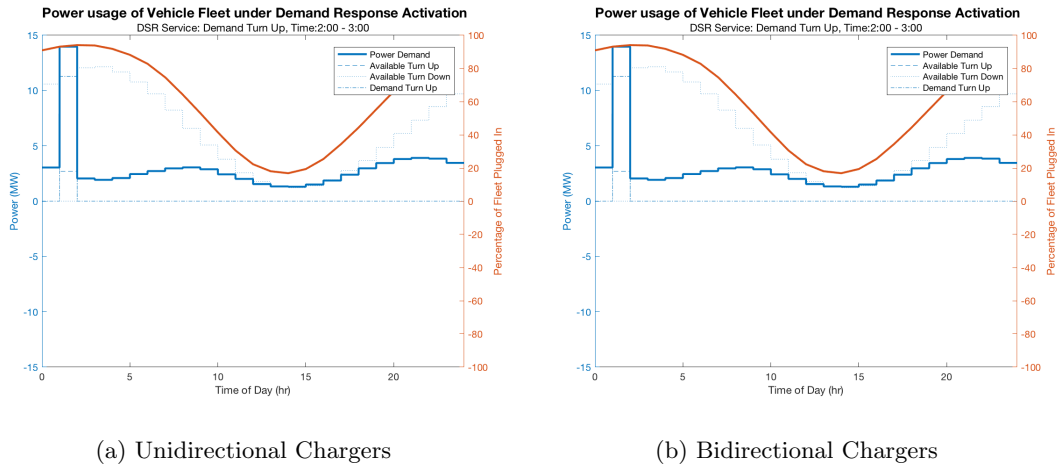 Power usage of Vehicle Fleet under Demand Response Activation
DSR Service: Demand Turn Up, Time:2:00 - 3:00
Power Demand
Available Turn Up
Available Turn Down
Demand Turn Up
15
10
5
0
-5
-10
-15
Power (MW)
100
80
60
40
20
0
-20
-40
-60
-80
-100
Percentage of Fleet Plugged In
0 5 10 15 20
Time of Day (hr)
(a) Unidirectional Chargers
Power usage of Vehicle Fleet under Demand Response Activation
DSR Service: Demand Turn Up, Time:2:00 - 3:00
Power Demand
Available Turn Up
Available Turn Down
Demand Turn Up
15
10
5
0
-5
-10
-15
Power (MW)
100
80
60
40
20
0
-20
-40
-60
-80
-100
Percentage of Fleet Plugged In
0 5 10 15 20
Time of Day (hr)
(b) Bidirectional Chargers